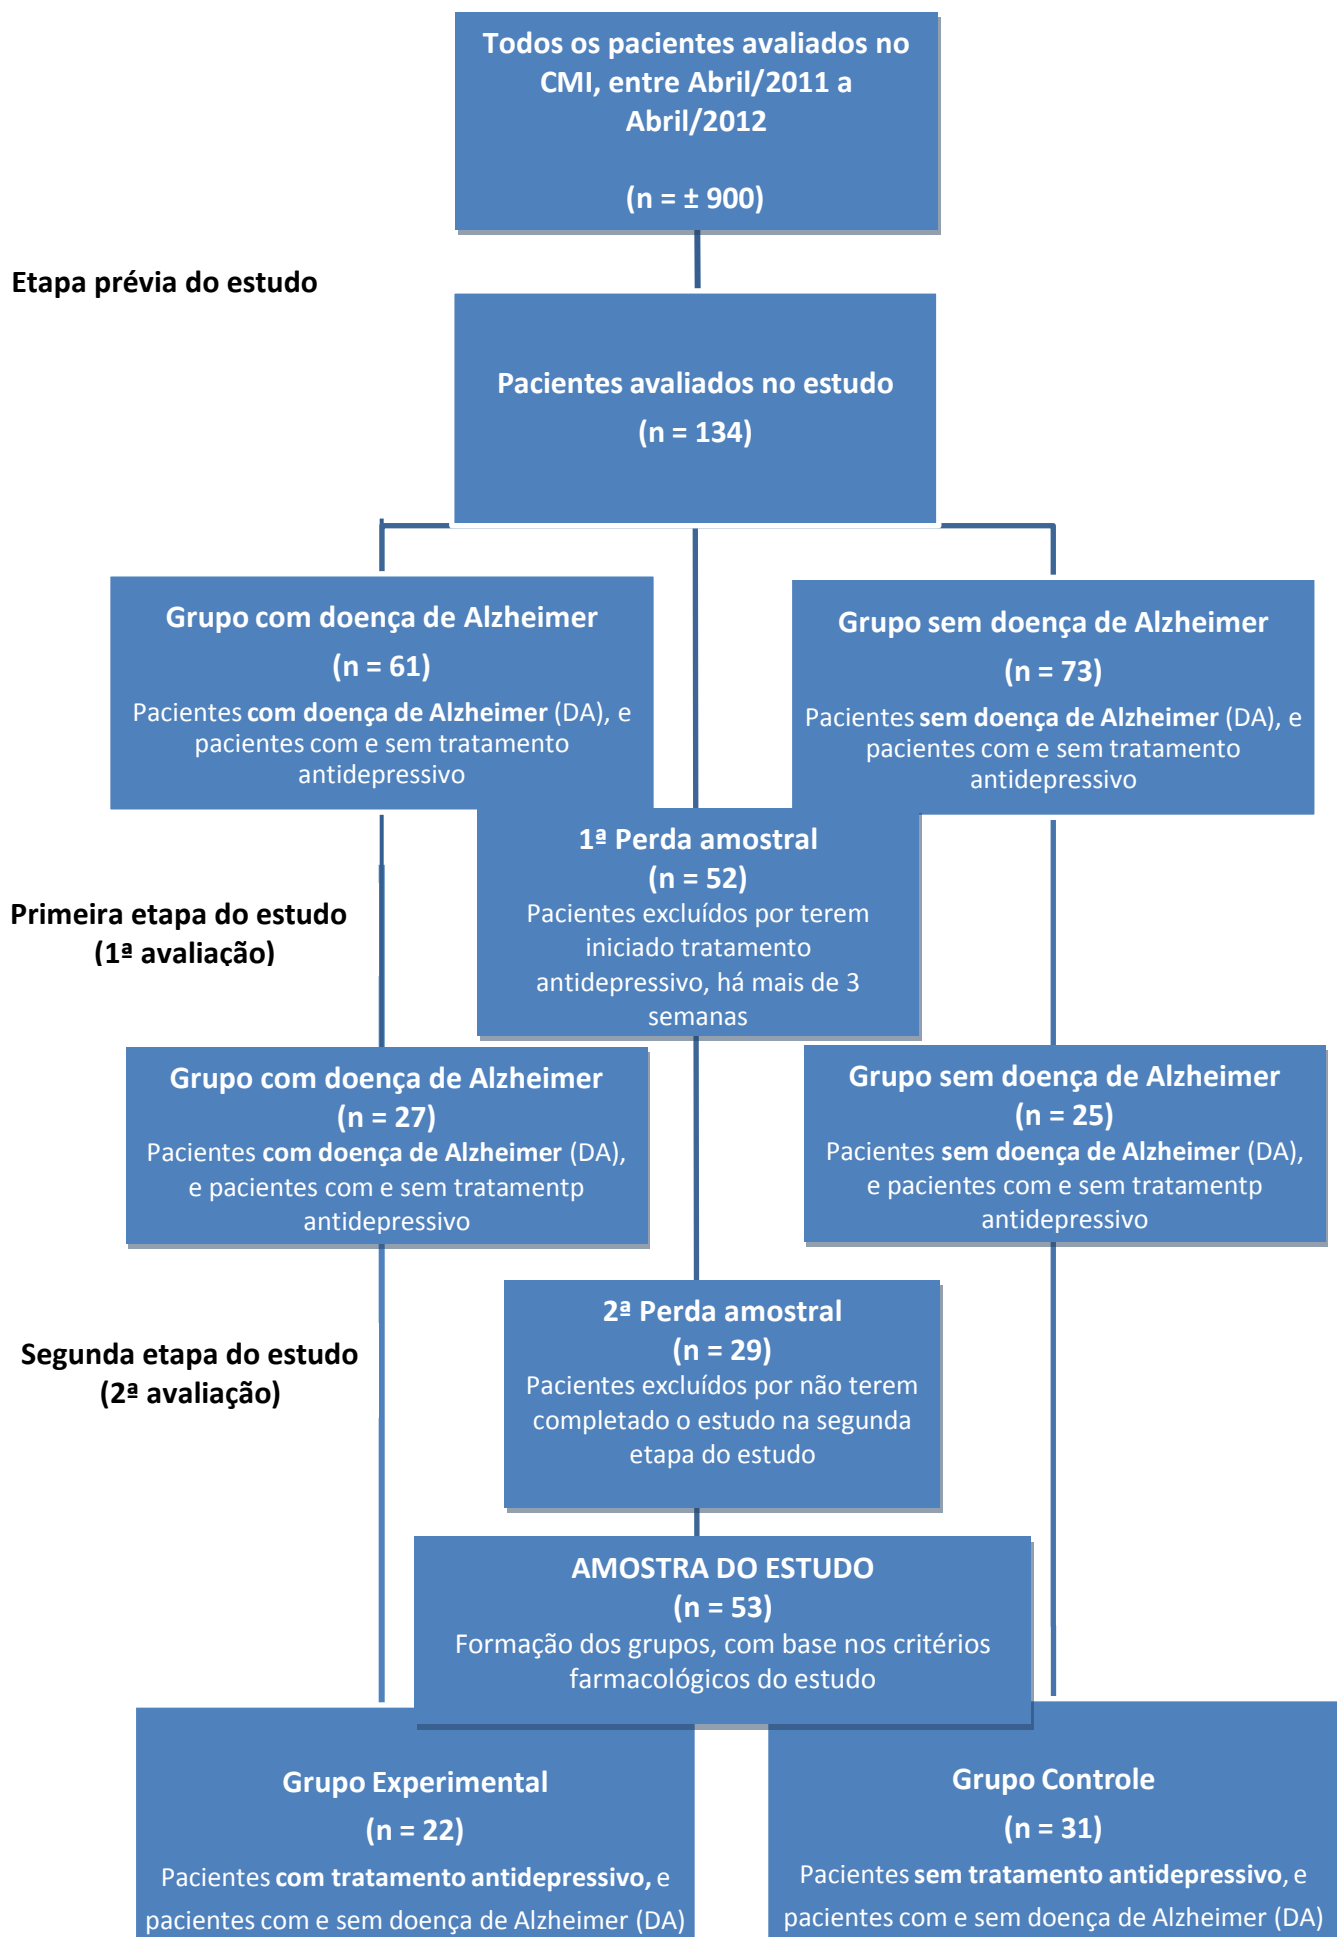 Todos os pacientes avaliados no
CMI, entre Abril/2011 a
Abril/2012
(n = ± 900)
Etapa prévia do estudo
Pacientes avaliados no estudo
(n = 134)
Grupo com doença de Alzheimer
(n = 61)
Pacientes com doença de Alzheimer (DA), e
pacientes com e sem tratamento
antidepressivo
Grupo sem doença de Alzheimer
(n = 73)
Pacientes sem doença de Alzheimer (DA), e
pacientes com e sem tratamento
antidepressivo
1ª Perda amostral
(n = 52)
Pacientes excluídos por terem
iniciado tratamento
antidepressivo, há mais de 3
semanas
Primeira etapa do estudo
(1ª avaliação)
Grupo com doença de Alzheimer
(n = 27)
Pacientes com doença de Alzheimer (DA),
e pacientes com e sem tratamentp
antidepressivo
Grupo sem doença de Alzheimer
(n = 25)
Pacientes sem doença de Alzheimer (DA),
e pacientes com e sem tratamentp
antidepressivo
2ª Perda amostral
(n = 29)
Pacientes excluídos por não terem
completado o estudo na segunda
etapa do estudo
Segunda etapa do estudo
(2ª avaliação)
AMOSTRA DO ESTUDO
(n = 53)
Formação dos grupos, com base nos critérios
farmacológicos do estudo
Grupo Experimental
(n = 22)
Pacientes com tratamento antidepressivo, e
pacientes com e sem doença de Alzheimer (DA)
Grupo Controle
(n = 31)
Pacientes sem tratamento antidepressivo, e
pacientes com e sem doença de Alzheimer (DA)